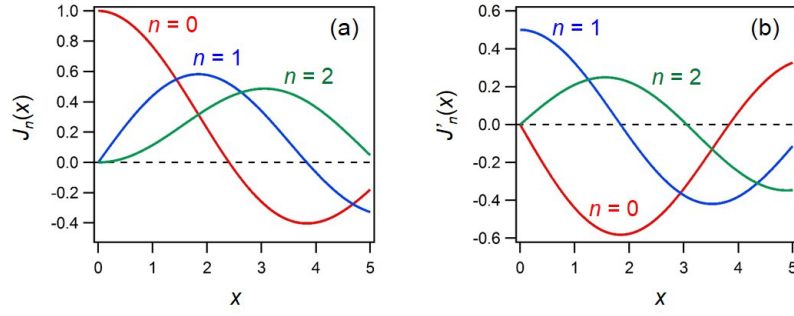 (a)
n = 0
n = 1
n = 2
Jn(x)
1.0
0.8
0.6
0.4
0.2
0.0
-0.2
-0.4
0 1 2 3 4 5
x
(b)
n = 1
n = 2
n = 0
J'n(x)
0.6
0.4
0.2
0.0
-0.2
-0.4
-0.6
0 1 2 3 4 5
x